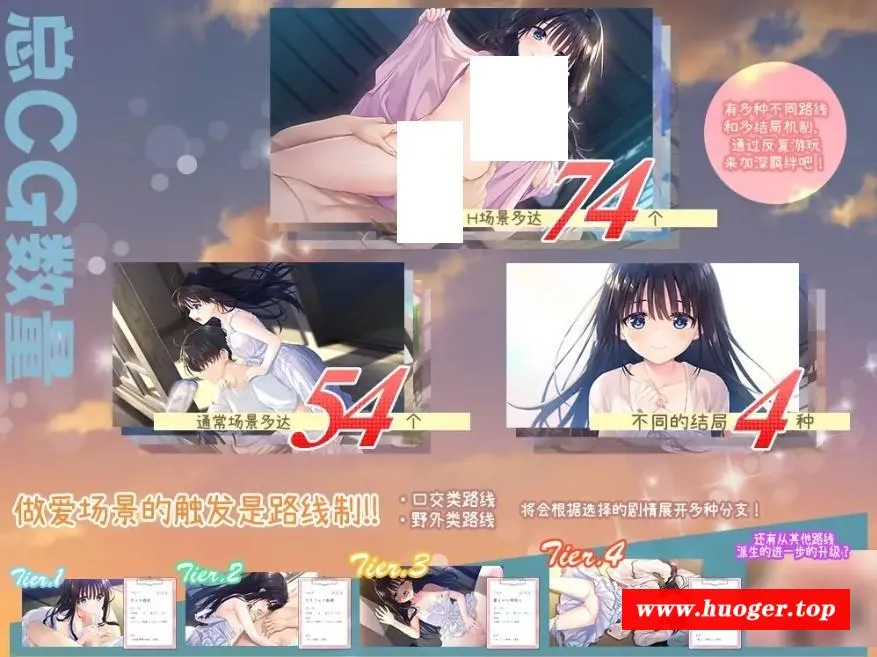 总CG数量
有多种不同路线
和多结局机制，
通过反复游玩
来加深羁绊吧！
H场景多达74个
通常场景多达54个
不同的结局4种
做爱场景的触发是路线制!!
·口交类路线
·野外类路线
将会根据选择的剧情展开多种分支！
还有从其他路线
派生的进一步的升级？
Tier.1
Tier.2
Tier.3
Tier.4
www.huoger.top